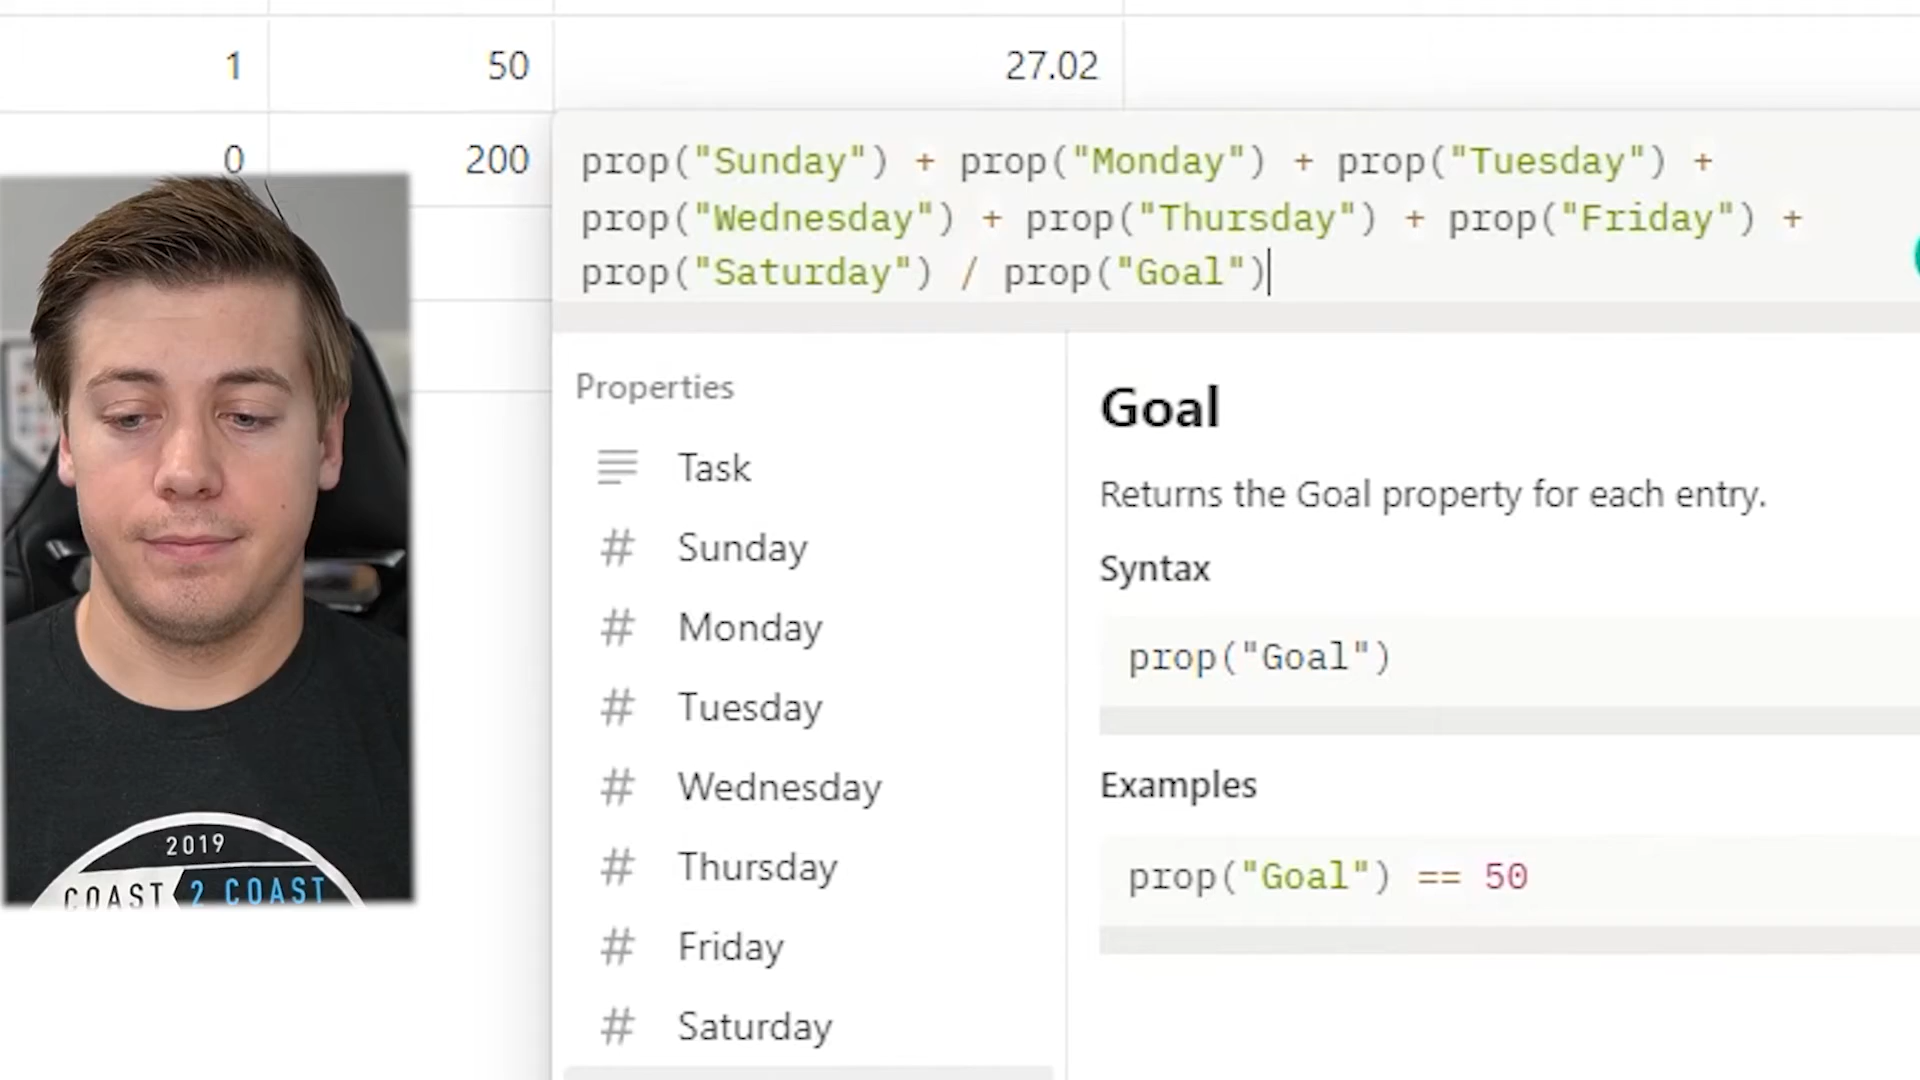 1 50 27.02
0 200
prop("Sunday") + prop("Monday") + prop("Tuesday") +
prop("Wednesday") + prop("Thursday") + prop("Friday") +
prop("Saturday") / prop("Goal")
Properties
Task
# Sunday
# Monday
# Tuesday
# Wednesday
# Thursday
# Friday
# Saturday
Goal
Returns the Goal property for each entry.
Syntax
prop("Goal")
Examples
prop("Goal") == 50
2019
COAST 2 COAST